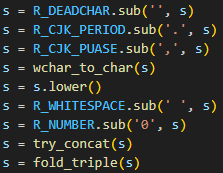 s = R_DEADCHAR.sub('', s)
s = R_CJK_PERIOD.sub('.', s)
s = R_CJK_PUASE.sub(',', s)
s = wchar_to_char(s)
s = s.lower()
s = R_WHITESPACE.sub(' ', s)
s = R_NUMBER.sub('0', s)
s = try_concat(s)
s = fold_triple(s)